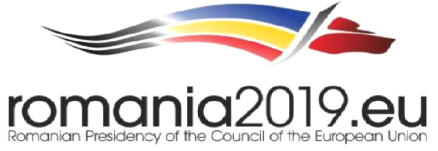 romania2019.eu
Romanian Presidency of the Council of the European Union